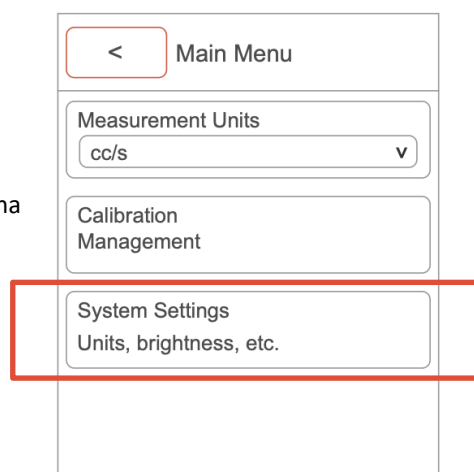 < Main Menu
Measurement Units
cc/s v
Calibration
Management
System Settings
Units, brightness, etc.